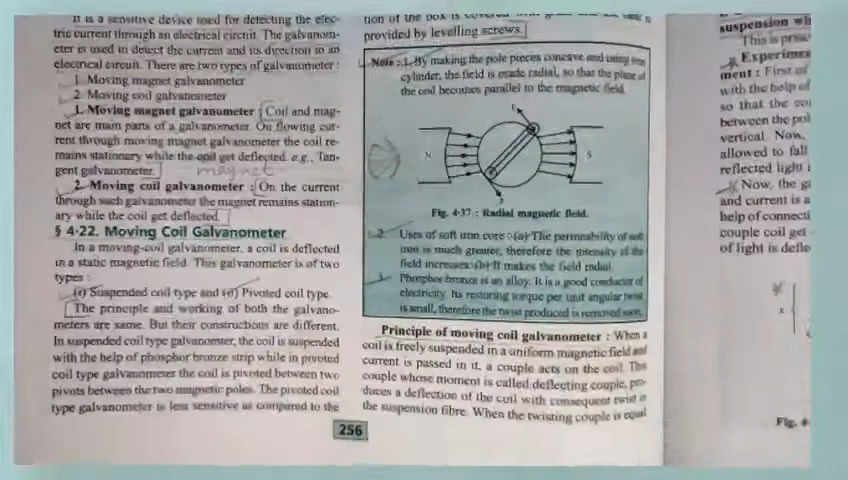 It is a sensitive device used for detecting the elec-
tric current through an electrical circuit. The galvanom-
eter is used to detect the current and its direction in an
electrical circuit. There are two types of galvanometer :
1. Moving magnet galvanometer
2. Moving coil galvanometer
1. Moving magnet galvanometer : Coil and mag-
net are main parts of a galvanometer. On flowing cur-
rent through moving magnet galvanometer the coil re-
mains stationary while the coil get deflected. e.g., Tan-
gent galvanometer.
magnet
2. Moving coil galvanometer : On the current
through such galvanometer the magnet remains station-
ary while the coil get deflected.
§ 4·22. Moving Coil Galvanometer
In a moving-coil galvanometer, a coil is deflected
in a static magnetic field. This galvanometer is of two
types :
(i) Suspended coil type and (ii) Pivoted coil type.
The principle and working of both the galvano-
meters are same. But their constructions are different.
In suspended coil type galvanomter, the coil is suspended
with the help of phosphor bronze strip while in pivoted
coil type galvanometer the coil is pivoted between two
pivots between the two magnetic poles. The pivoted coil
type galvanometer is less sensitive as compared to the
tion of the box is covered
provided by levelling screws.
Note : 1. By making the pole pieces concave and using iron
cylinder, the field is made radial, so that the plane of
the coil becomes parallel to the magnetic field.
N
S
Fig. 4·37 : Radial magnetic field.
2. Uses of soft iron core : (a) The permeability of soft
iron is much greater, therefore the intensity of the
field increases. (b) It makes the field radial.
3. Phosphor bronze is an alloy. It is a good conductor of
electricity. Its restoring torque per unit angular twist
is small, therefore the twist produced is removed soon.
Principle of moving coil galvanometer : When a
coil is freely suspended in a uniform magnetic field and
current is passed in it, a couple acts on the coil. This
couple whose moment is called deflecting couple, pro-
duces a deflection of the coil with consequent twist in
the suspension fibre. When the twisting couple is equal
256
suspension
This is
Experimen
ment : First of
with the help of
so that the
between the pol
vertical. Now,
allowed to fall
reflected light
Now, the
and current is a
help of connecti
couple coil get
of light is defle
Fig. 4